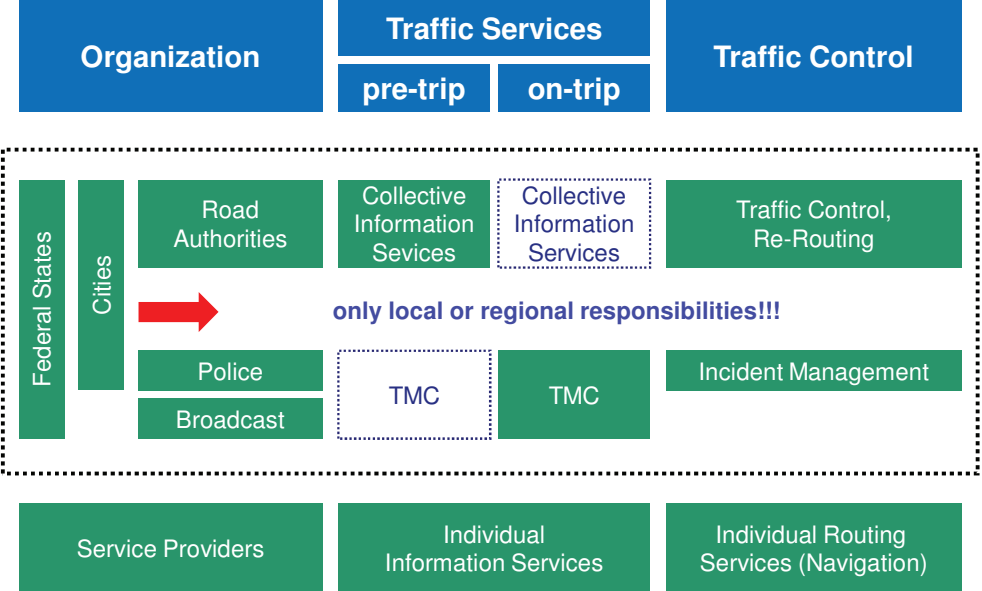 Organization
Traffic Services
pre-trip
on-trip
Traffic Control
Federal States
Cities
Road
Authorities
Collective
Information
Sevices
Collective
Information
Services
Traffic Control,
Re-Routing
only local or regional responsibilities!!!
Police
Broadcast
TMC
TMC
Incident Management
Service Providers
Individual
Information Services
Individual Routing
Services (Navigation)